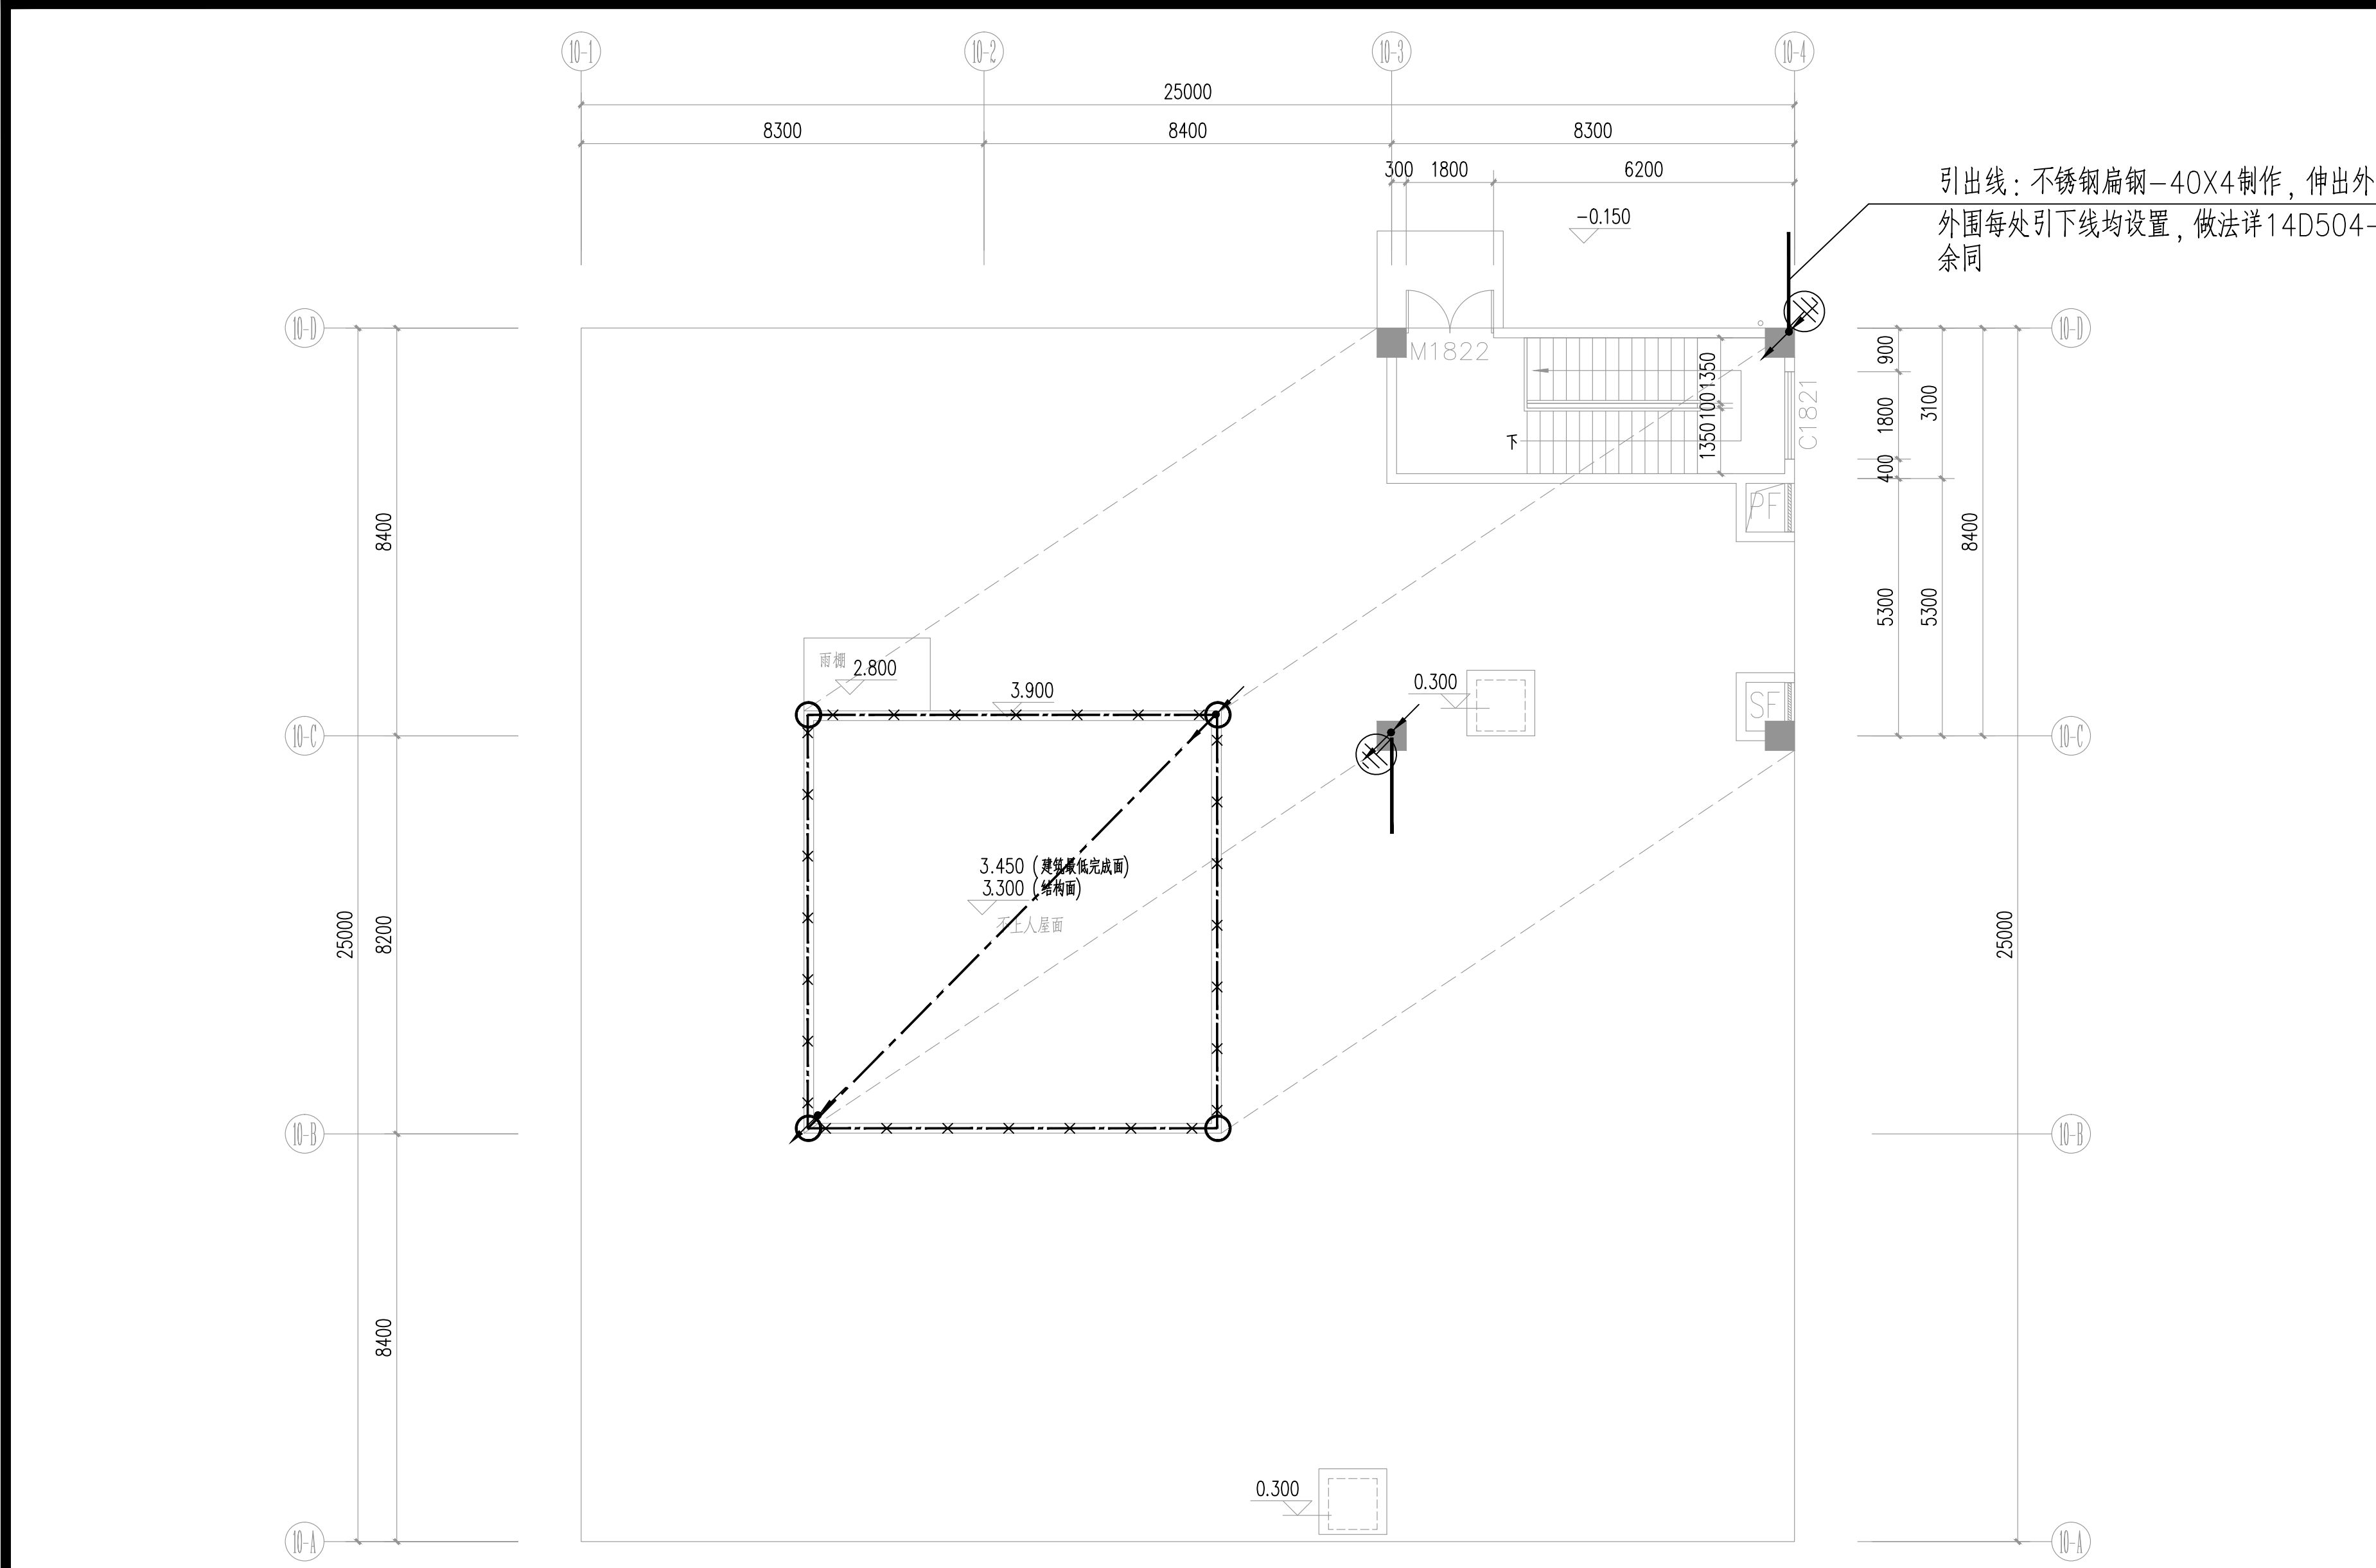 10-1
10-2
10-3
10-4
25000
8300
8400
8300
300
1800
6200
引出线：不锈钢扁钢-40X4制作，伸出外
-0.150
外围每处引下线均设置，做法详14D504-
余同
10-D
10-D
M1822
1350
100
1350
下
C1821
900
1800
400
3100
PF
8400
8400
5300
5300
雨棚
2.800
3.900
0.300
SF
10-C
10-C
3.450 (建筑最低完成面)
3.300 (结构面)
不上人屋面
25000
8200
25000
10-B
10-B
8400
0.300
10-A
10-A